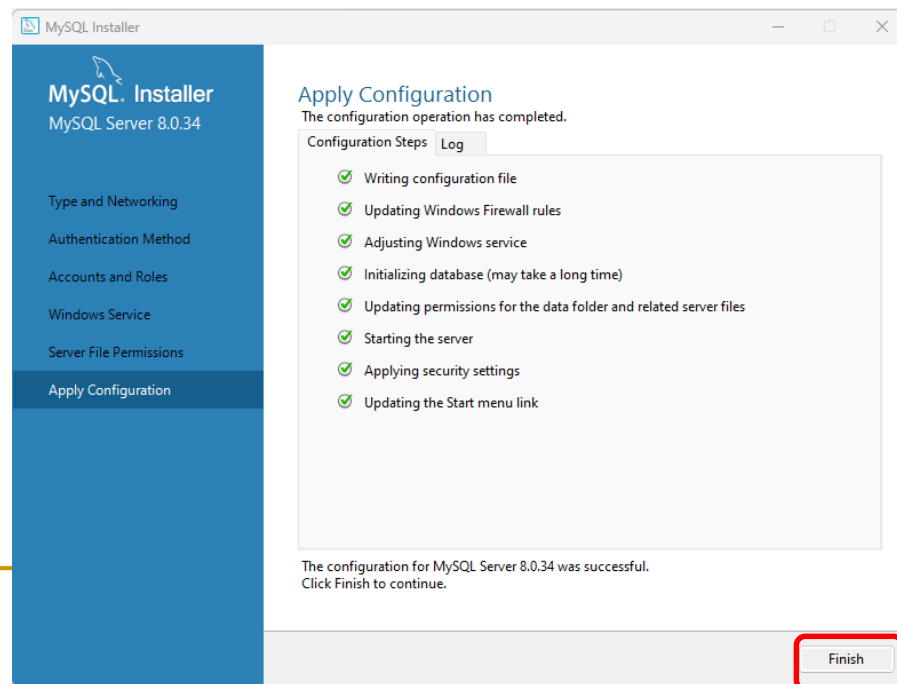 MySQL Installer
MySQL. Installer
MySQL Server 8.0.34
Type and Networking
Authentication Method
Accounts and Roles
Windows Service
Server File Permissions
Apply Configuration
Apply Configuration
The configuration operation has completed.
Configuration Steps Log
Writing configuration file
Updating Windows Firewall rules
Adjusting Windows service
Initializing database (may take a long time)
Updating permissions for the data folder and related server files
Starting the server
Applying security settings
Updating the Start menu link
The configuration for MySQL Server 8.0.34 was successful.
Click Finish to continue.
Finish